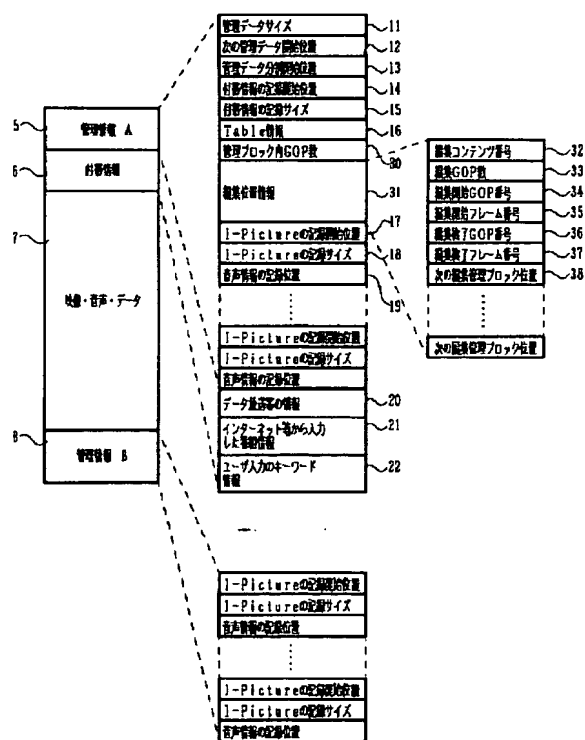 管理データサイズ
11
次の管理データ開始位置
12
管理データ分割開始位置
13
付帯情報の記録開始位置
14
付帯情報の記録サイズ
15
Table情報
16
管理ブロック内GOP数
30
編集位置情報
31
I-Pictureの記録開始位置
17
I-Pictureの記録サイズ
18
音声情報の記録位置
19
I-Pictureの記録開始位置
I-Pictureの記録サイズ
音声情報の記録位置
データ放送等の情報
20
インターネット等から入力
した情報
21
ユーザ入力のキーワード
情報
22
5
管理情報 A
6
付帯情報
7
映像・音声・データ
8
管理情報 B
編集コンテンツ番号
32
編集GOP数
33
編集開始GOP番号
34
編集開始フレーム番号
35
編集終了GOP番号
36
編集終了フレーム番号
37
次の編集管理ブロック位置
38
次の編集管理ブロック位置
I-Pictureの記録開始位置
I-Pictureの記録サイズ
音声情報の記録位置
I-Pictureの記録開始位置
I-Pictureの記録サイズ
音声情報の記録位置